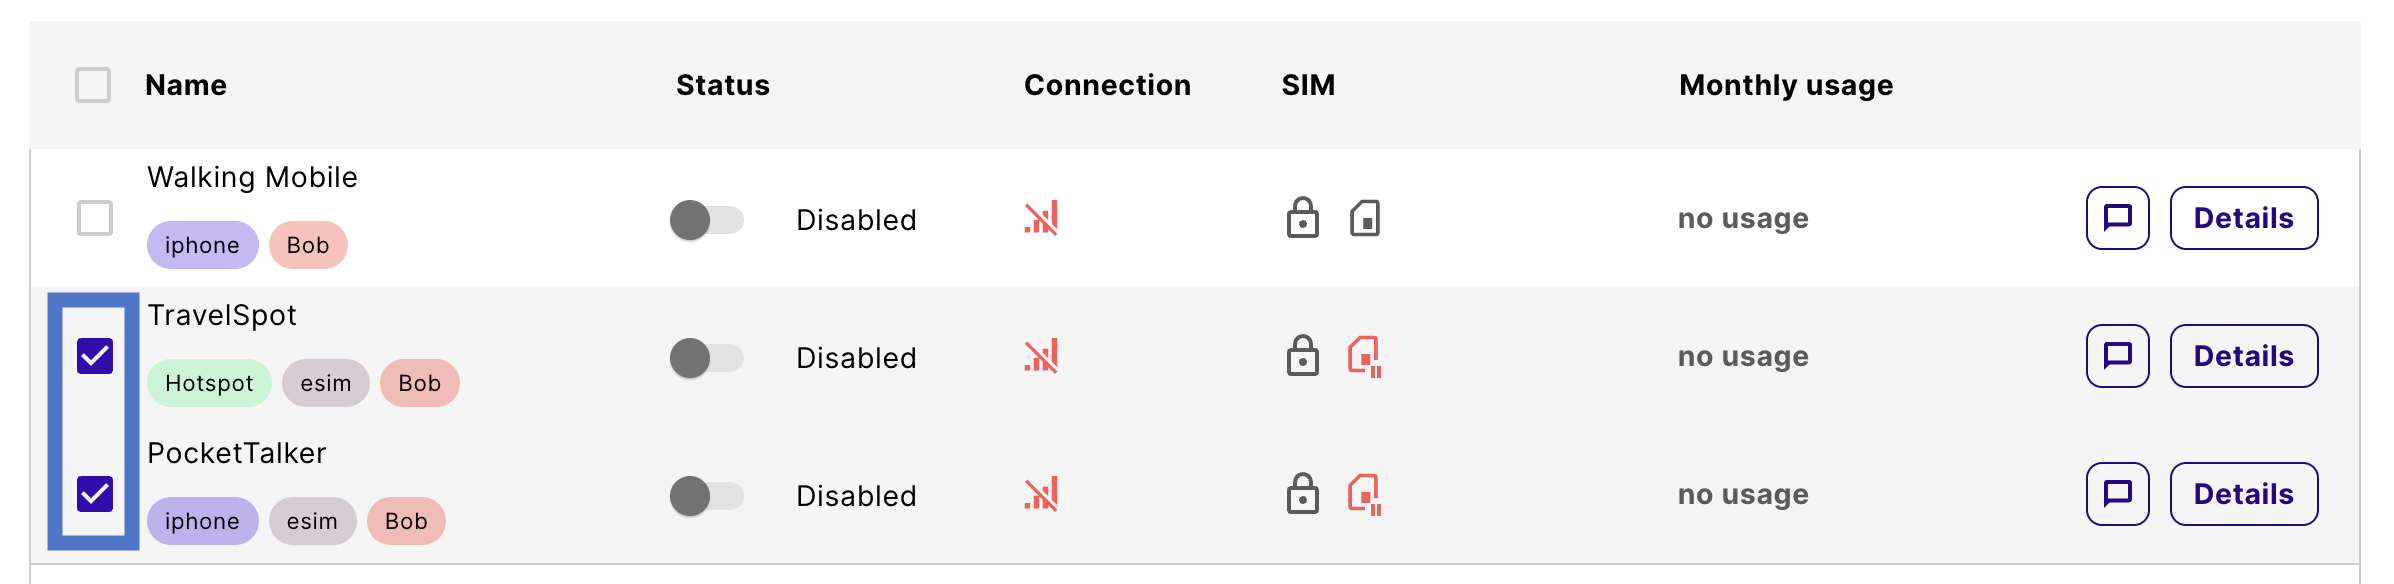 Name Status Connection SIM Monthly usage
Walking Mobile
iphone Bob Disabled no usage Details
TravelSpot
Hotspot esim Bob Disabled no usage Details
PocketTalker
iphone esim Bob Disabled no usage Details